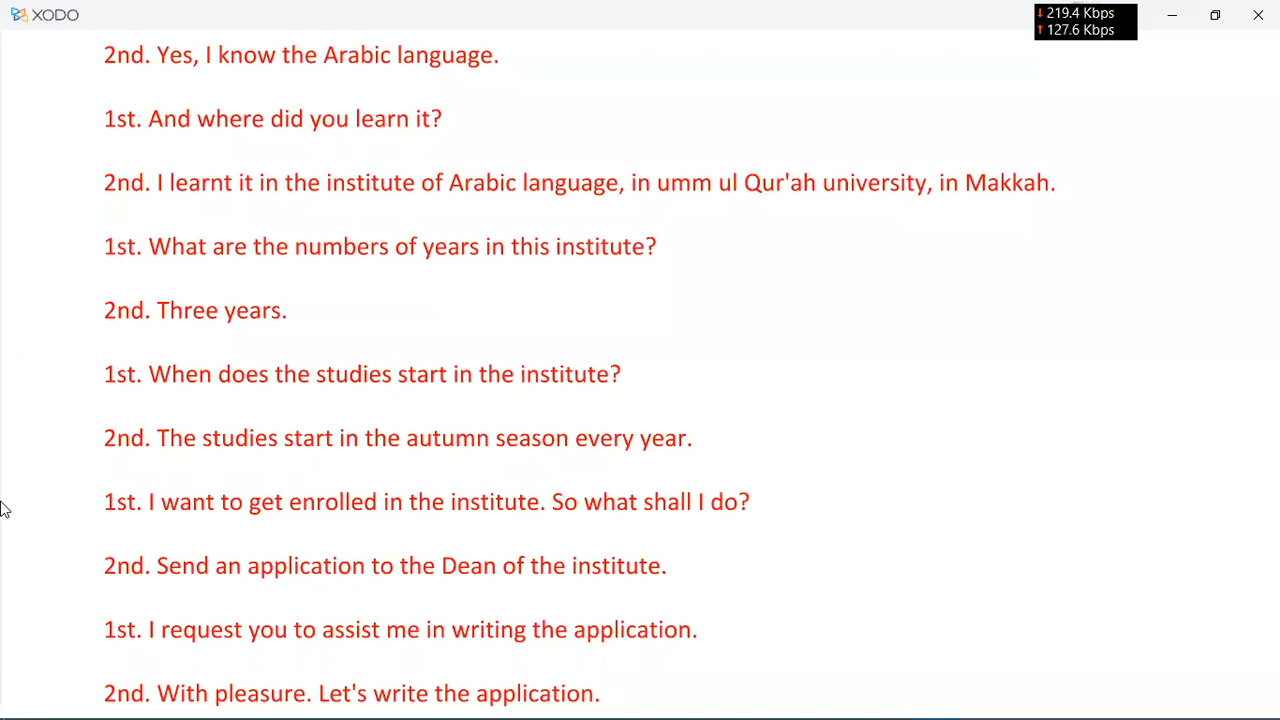 XODO
219.4 Kbps
127.6 Kbps
2nd. Yes, I know the Arabic language.
1st. And where did you learn it?
2nd. I learnt it in the institute of Arabic language, in umm ul Qur'ah university, in Makkah.
1st. What are the numbers of years in this institute?
2nd. Three years.
1st. When does the studies start in the institute?
2nd. The studies start in the autumn season every year.
1st. I want to get enrolled in the institute. So what shall I do?
2nd. Send an application to the Dean of the institute.
1st. I request you to assist me in writing the application.
2nd. With pleasure. Let's write the application.